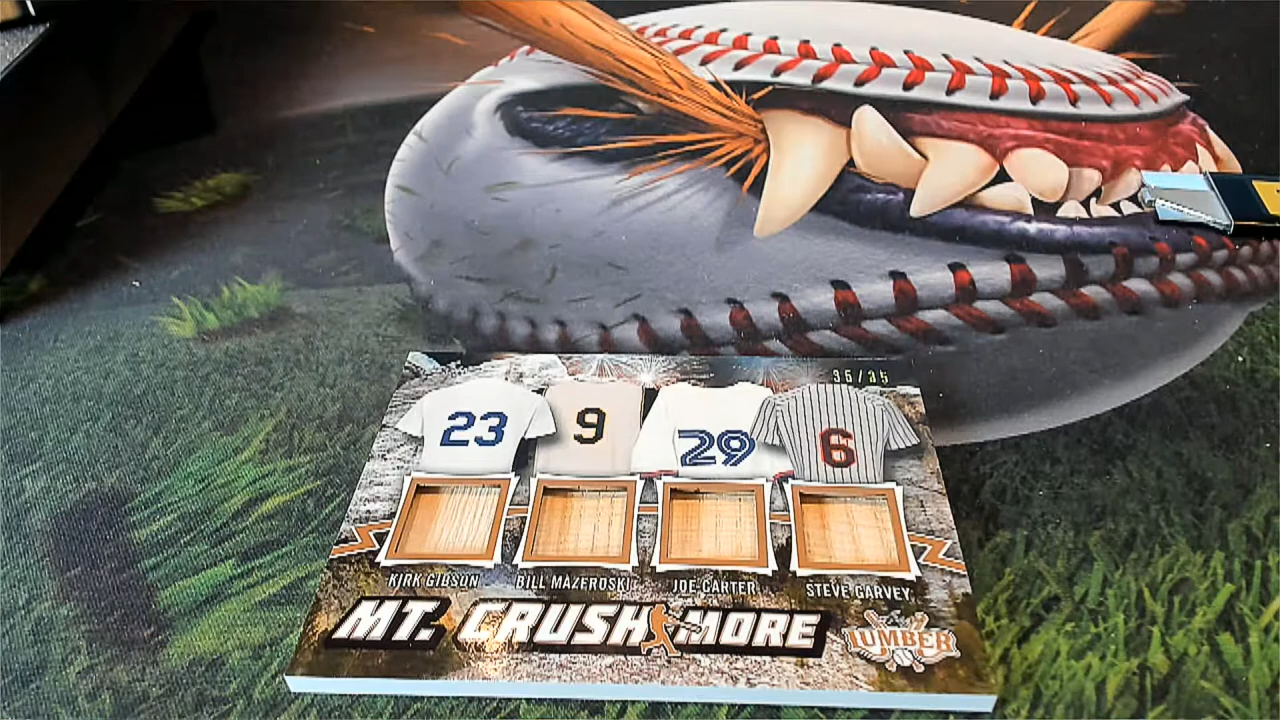 35/35
23 9 29 6
KIRK GIBSON BILL MAZEROSKI JOE CARTER STEVE GARVEY
MT. CRUSHMORE
LUMBER